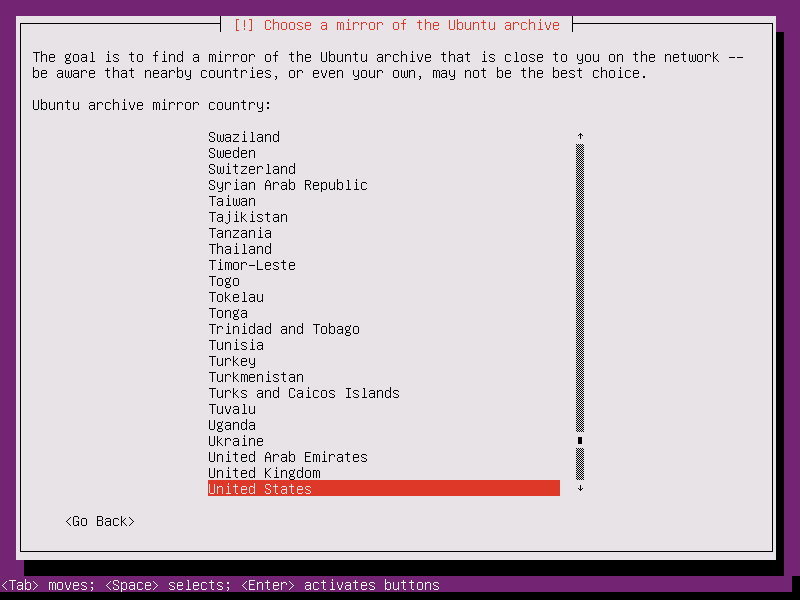 [!] Choose a mirror of the Ubuntu archive
The goal is to find a mirror of the Ubuntu archive that is close to you on the network --
be aware that nearby countries, or even your own, may not be the best choice.
Ubuntu archive mirror country:
Swaziland
Sweden
Switzerland
Syrian Arab Republic
Taiwan
Tajikistan
Tanzania
Thailand
Timor-Leste
Togo
Tokelau
Tonga
Trinidad and Tobago
Tunisia
Turkey
Turkmenistan
Turks and Caicos Islands
Tuvalu
Uganda
Ukraine
United Arab Emirates
United Kingdom
United States
<Go Back>
<Tab> moves; <Space> selects; <Enter> activates buttons